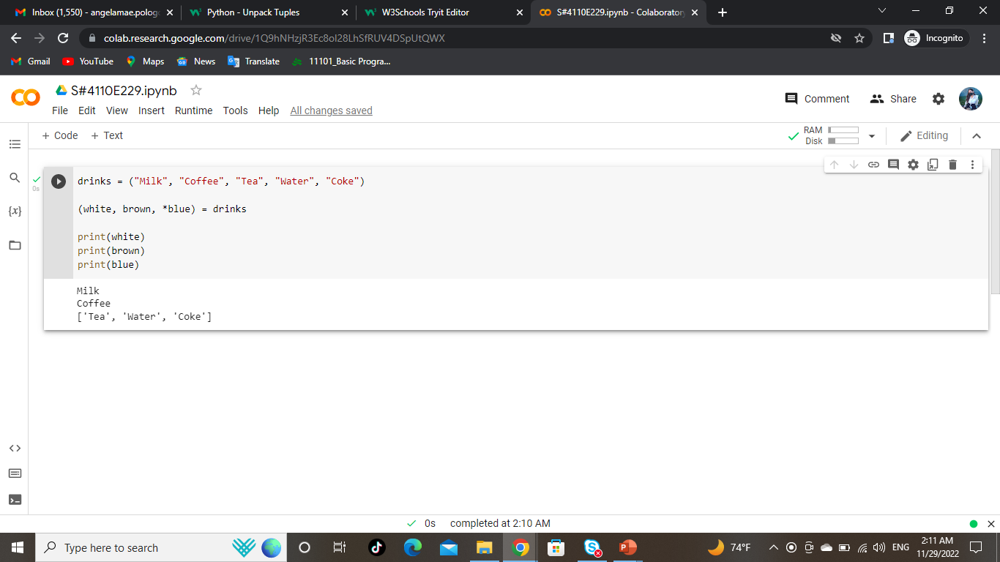 Inbox (1,550) - angelamae.polog
Python - Unpack Tuples
W3Schools Tryit Editor
S#4110E229.ipynb - Colaboratory
colab.research.google.com/drive/1Q9hNHzjR3Ec8oI28LhSfRUV4DSpUtQWX
Incognito
Gmail YouTube Maps News Translate 11101_Basic Progra...
S#4110E229.ipynb
Comment Share
File Edit View Insert Runtime Tools Help All changes saved
+ Code + Text
RAM
Disk
Editing
drinks = ("Milk", "Coffee", "Tea", "Water", "Coke")
0s
(white, brown, *blue) = drinks
{x}
print(white)
print(brown)
print(blue)
Milk
Coffee
['Tea', 'Water', 'Coke']
0s completed at 2:10 AM
Type here to search
74°F
ENG
2:11 AM
11/29/2022